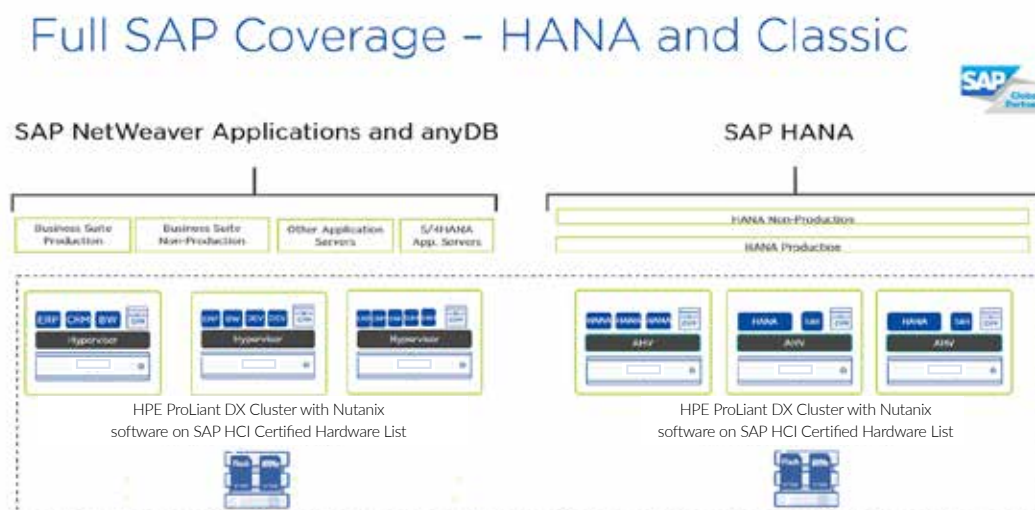 Full SAP Coverage – HANA and Classic
SAP
SAP NetWeaver Applications and anyDB
SAP HANA
Business Suite
Production
Business Suite
Non-Production
Other Application
Servers
S/4HANA
App. Servers
HANA Non-Production
HANA Production
ERP CRM BW
Hypervisor
ERP BW DEV DEV
Hypervisor
Hypervisor
HANA HANA HANA
AHV
HANA
AHV
HANA
AHV
HPE ProLiant DX Cluster with Nutanix
software on SAP HCI Certified Hardware List
HPE ProLiant DX Cluster with Nutanix
software on SAP HCI Certified Hardware List